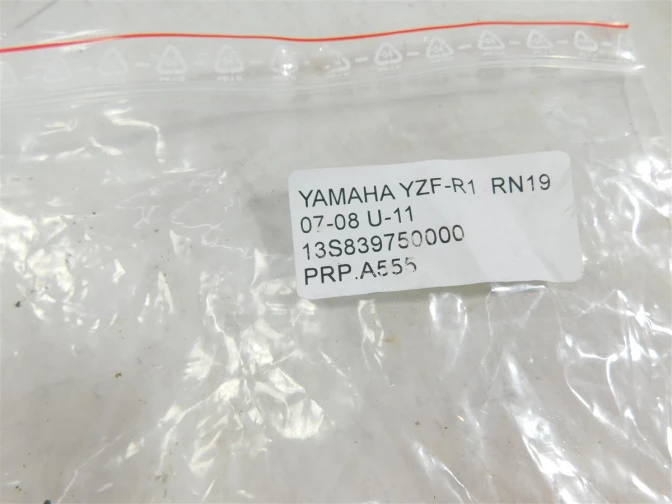 YAMAHA YZF-R1 RN19
07-08 U-11
13S839750000
PRP.A555